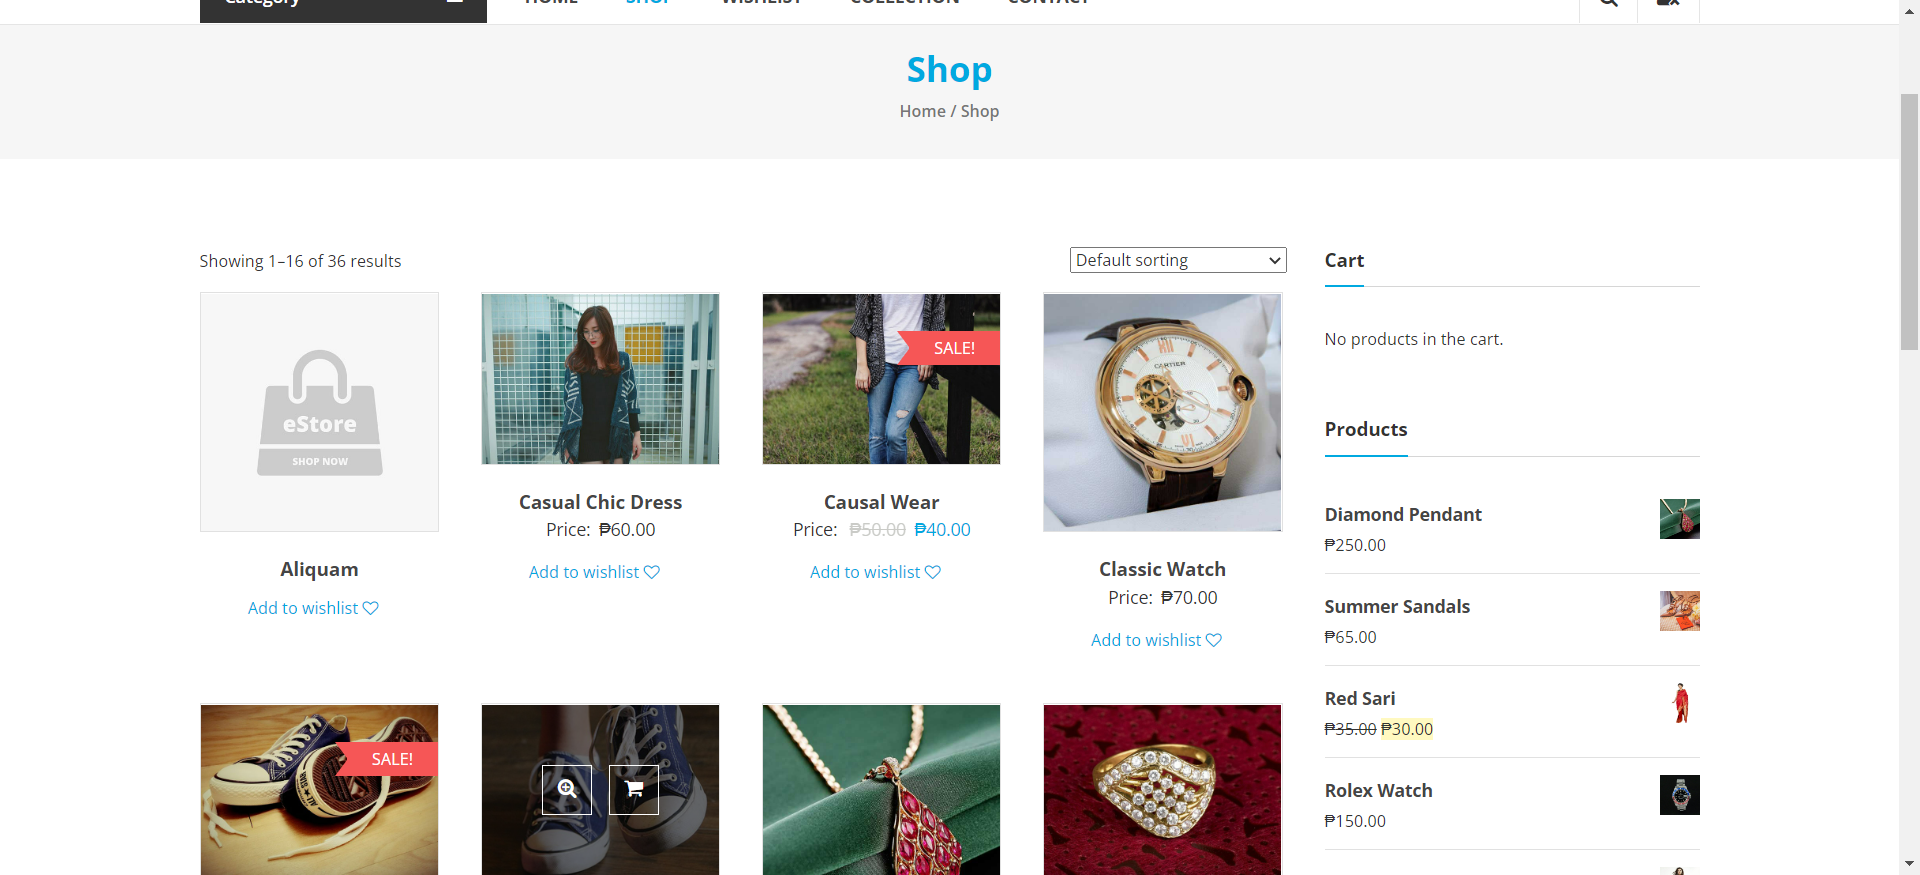 Category
HOME
SHOP
WISHLIST
COLLECTION
CONTACT
Shop
Home / Shop
Showing 1–16 of 36 results
Default sorting
eStore
SHOP NOW
Aliquam
Add to wishlist
Casual Chic Dress
Price: ₱60.00
Add to wishlist
SALE!
Causal Wear
Price: ₱50.00 ₱40.00
Add to wishlist
CARTIER
Classic Watch
Price: ₱70.00
Add to wishlist
SALE!
Cart
No products in the cart.
Products
Diamond Pendant
₱250.00
Summer Sandals
₱65.00
Red Sari
₱35.00 ₱30.00
Rolex Watch
₱150.00